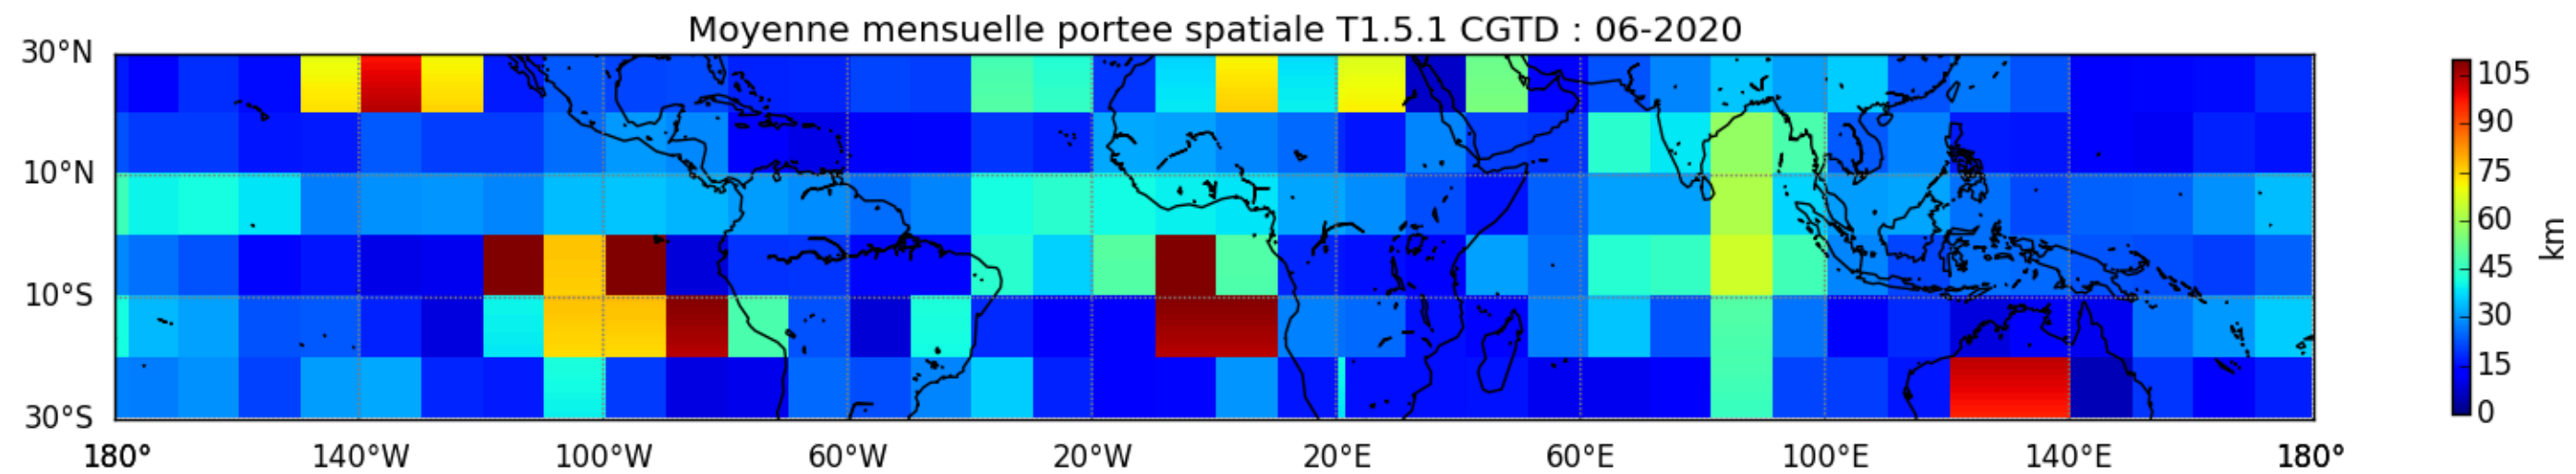 Moyenne mensuelle portee spatiale T1.5.1 CGTD : 06-2020
30°N
10°N
10°S
30°S
180° 140°W 100°W 60°W 20°W 20°E 60°E 100°E 140°E 180°
105
90
75
60
45
30
15
0
km